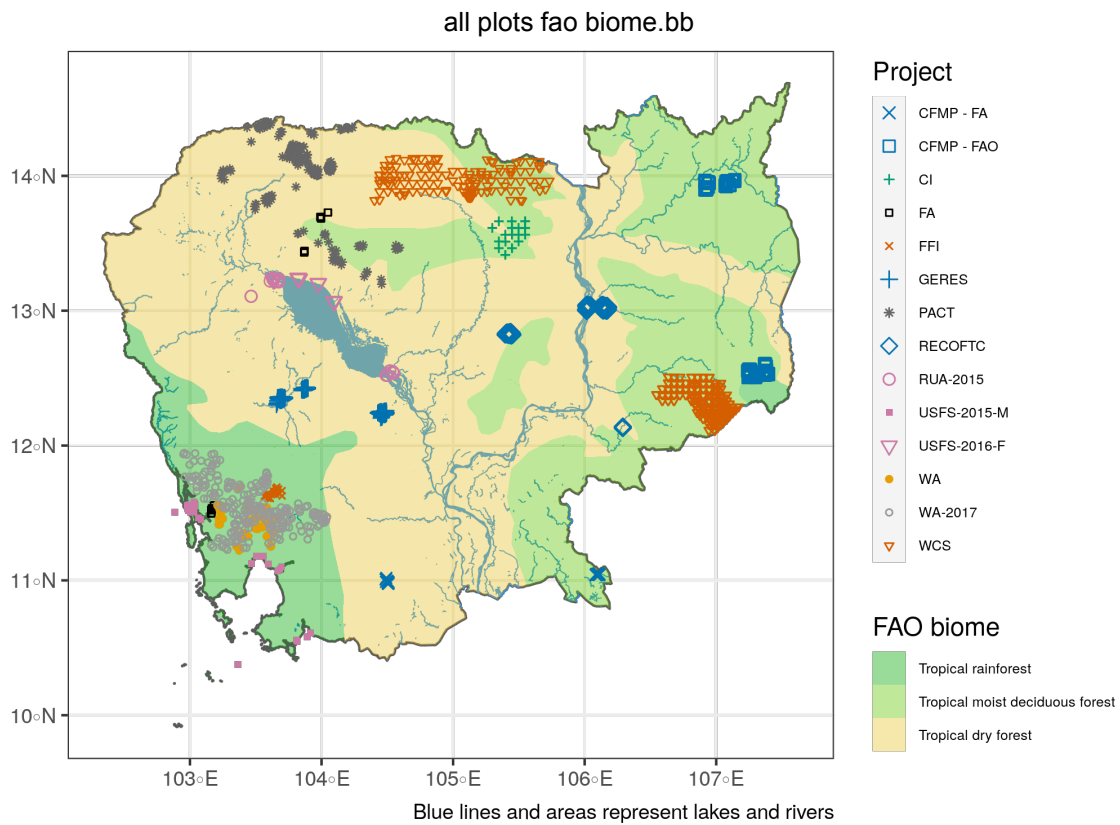 all plots fao biome.bb
14°N
13°N
12°N
11°N
10°N
103°E
104°E
105°E
106°E
107°E
Blue lines and areas represent lakes and rivers
Project
CFMP - FA
CFMP - FAO
CI
FA
FFI
GERES
PACT
RECOFTC
RUA-2015
USFS-2015-M
USFS-2016-F
WA
WA-2017
WCS
FAO biome
Tropical rainforest
Tropical moist deciduous forest
Tropical dry forest